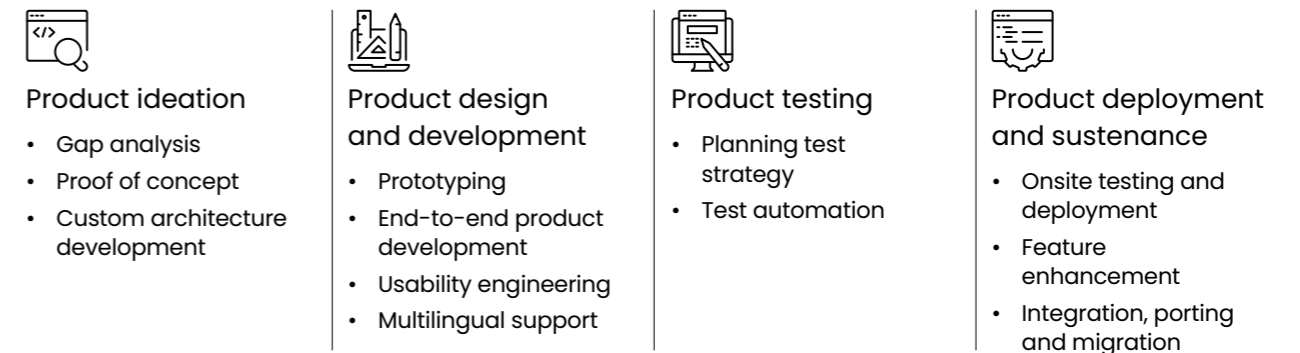 </>
Product ideation
• Gap analysis
• Proof of concept
• Custom architecture
development
Product design
and development
• Prototyping
• End-to-end product
development
• Usability engineering
• Multilingual support
Product testing
• Planning test
strategy
• Test automation
Product deployment
and sustenance
• Onsite testing and
deployment
• Feature
enhancement
• Integration, porting
and migration